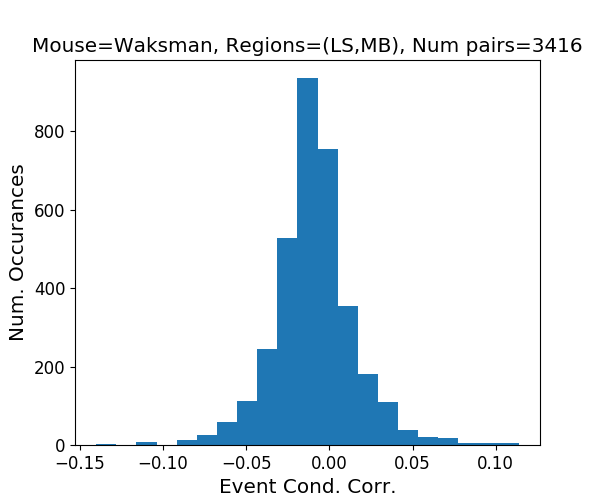 Mouse=Waksman, Regions=(LS,MB), Num pairs=3416
Num. Occurances
800
600
400
200
0
−0.15 −0.10 −0.05 0.00 0.05 0.10
Event Cond. Corr.